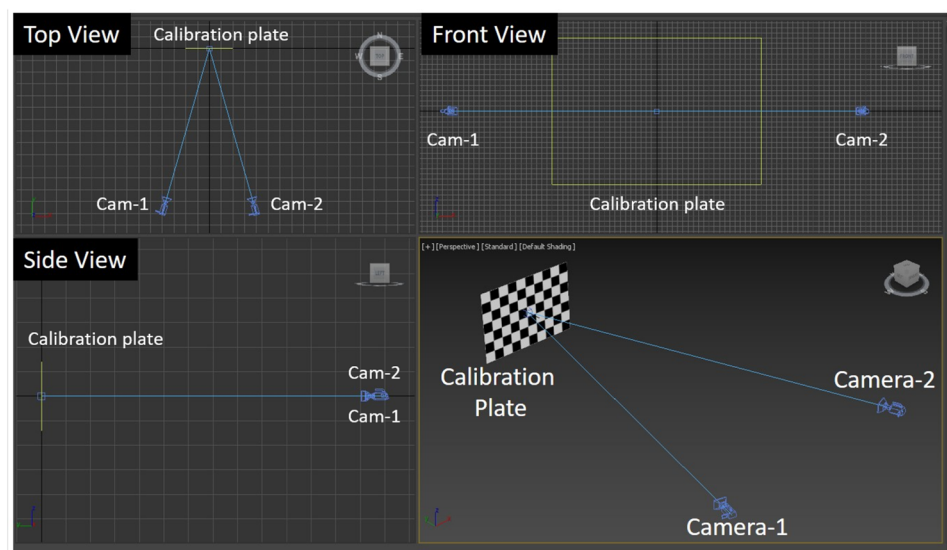 Top View
Calibration plate
N
W
E
S
Cam-1
Cam-2
Front View
Cam-1
Cam-2
Calibration plate
Side View
Calibration plate
Cam-2
Cam-1
[+] [Perspective] [Standard] [Default Shading]
Calibration
Plate
Camera-2
Camera-1